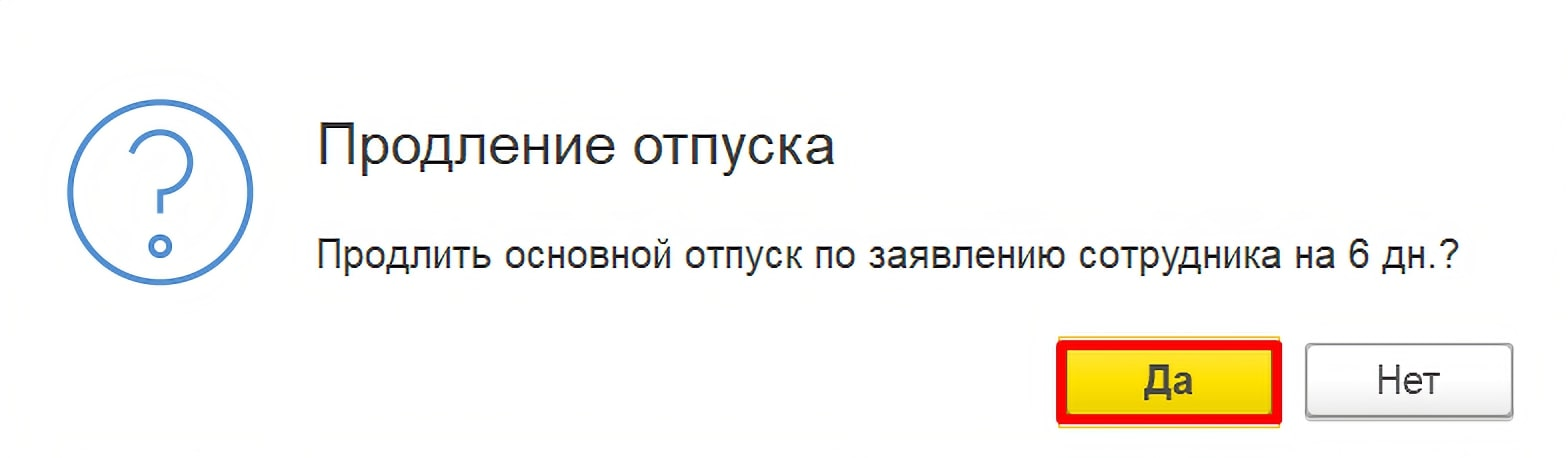 Продление отпуска
Продлить основной отпуск по заявлению сотрудника на 6 дн.?
Да Нет